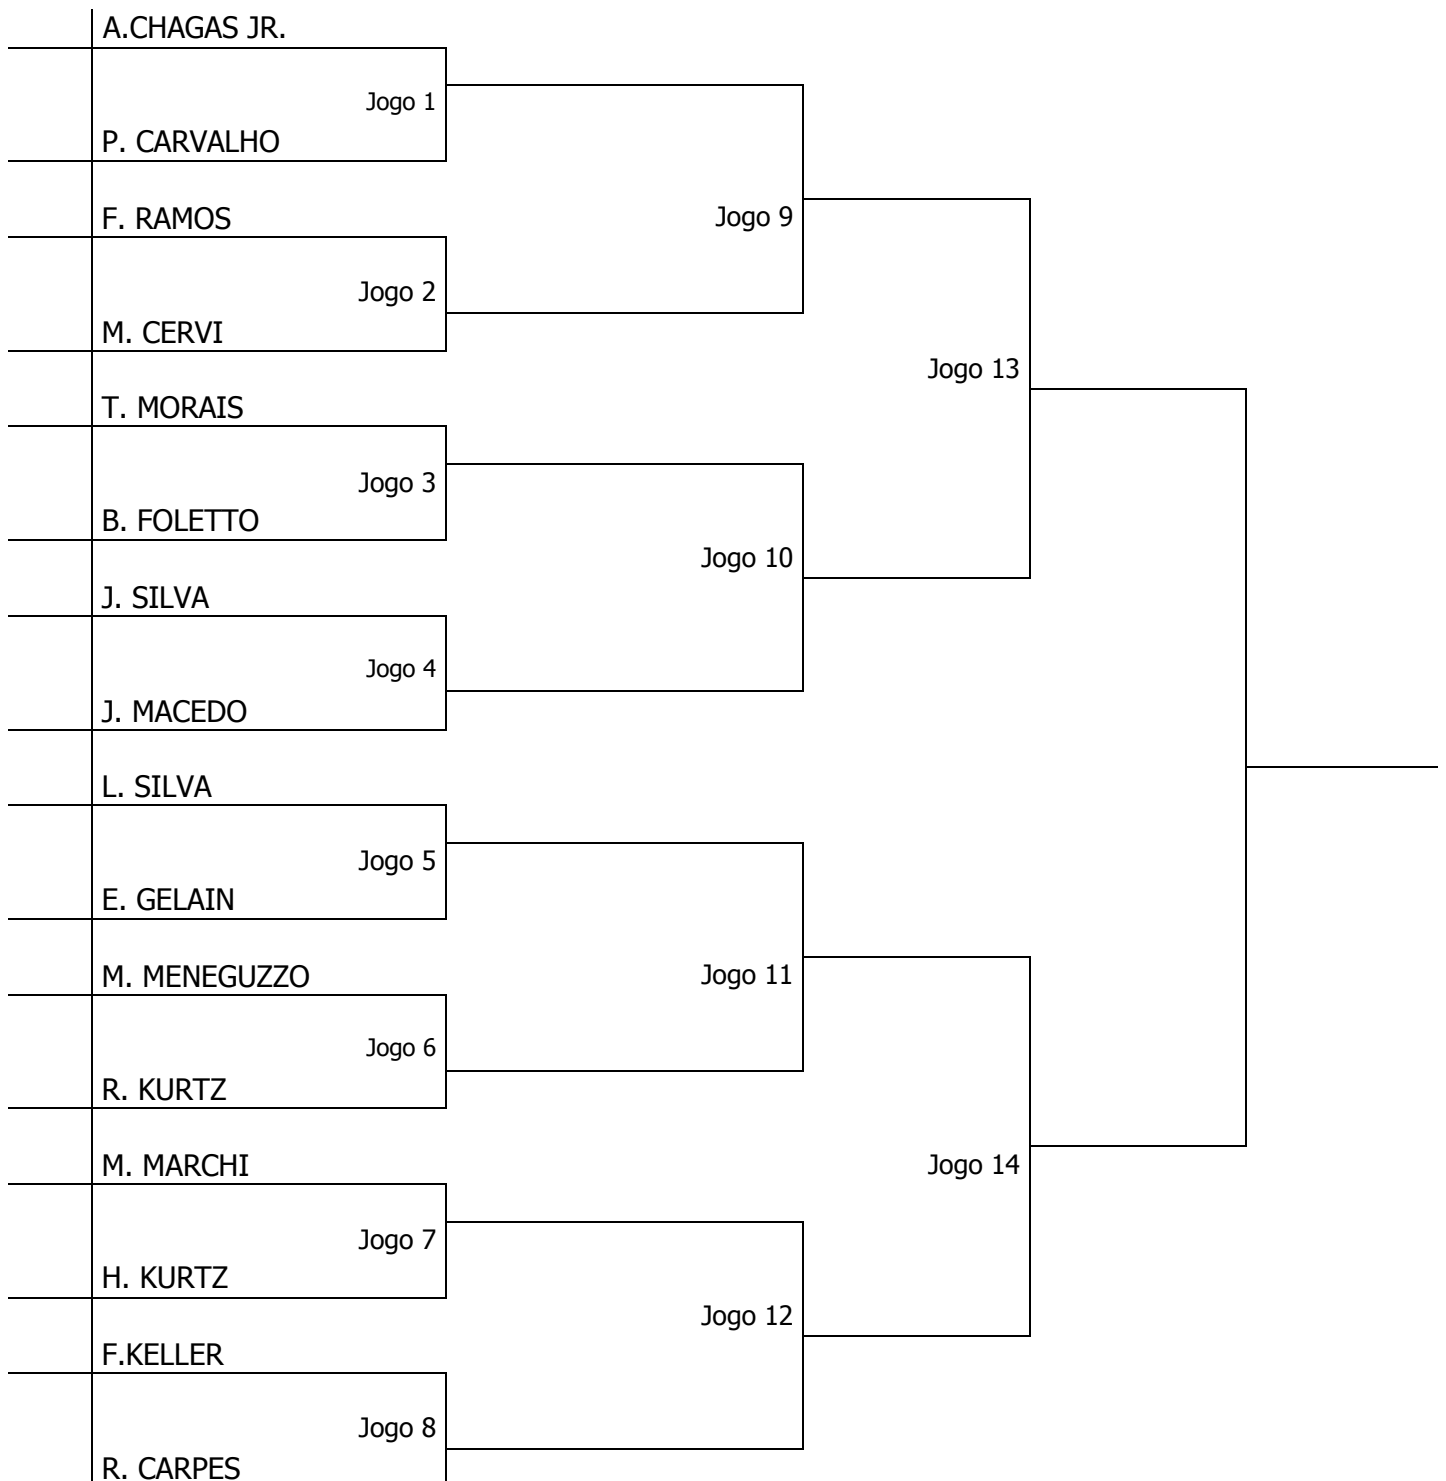 A.CHAGAS JR.
Jogo 1
P. CARVALHO
F. RAMOS
Jogo 9
Jogo 2
M. CERVI
Jogo 13
T. MORAIS
Jogo 3
B. FOLETTO
Jogo 10
J. SILVA
Jogo 4
J. MACEDO
L. SILVA
Jogo 5
E. GELAIN
M. MENEGUZZO
Jogo 11
Jogo 6
R. KURTZ
M. MARCHI
Jogo 14
Jogo 7
H. KURTZ
Jogo 12
F.KELLER
Jogo 8
R. CARPES